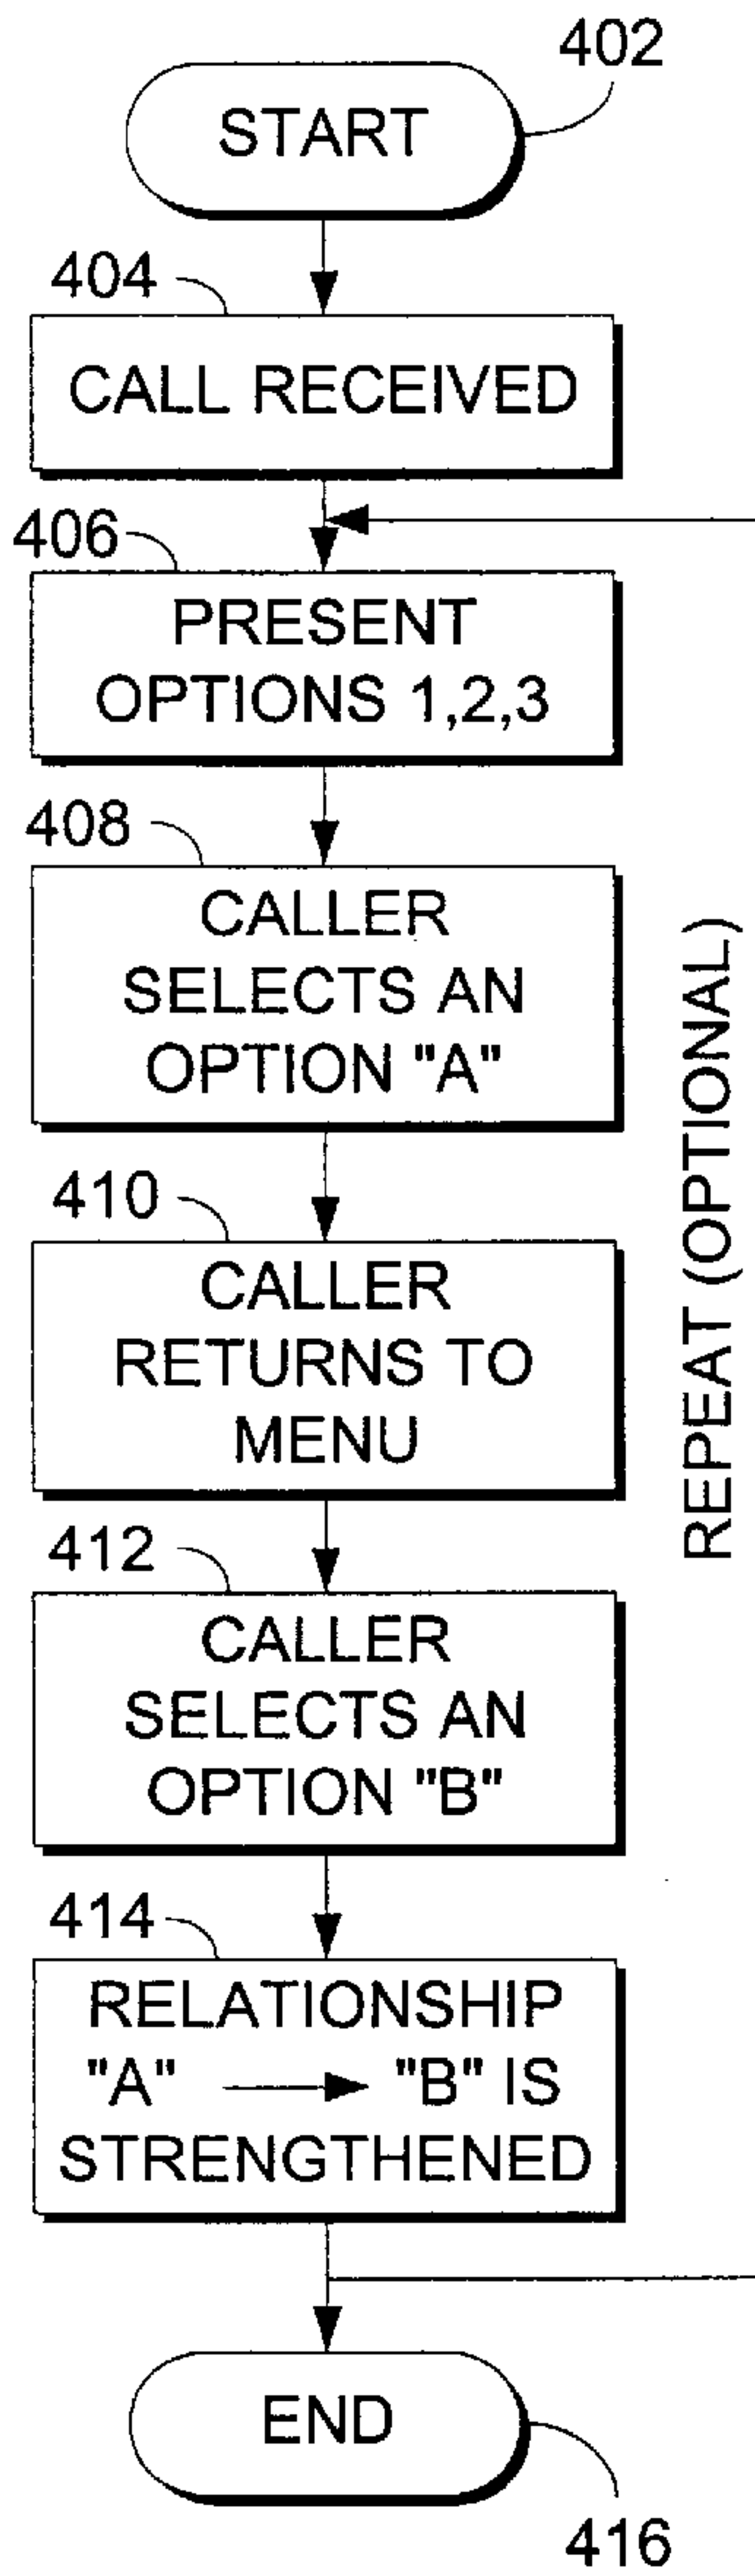 402
START
404
CALL RECEIVED
406
PRESENT
OPTIONS 1,2,3
408
CALLER
SELECTS AN
OPTION "A"
410
CALLER
RETURNS TO
MENU
412
CALLER
SELECTS AN
OPTION "B"
414
RELATIONSHIP
"A" → "B" IS
STRENGTHENED
REPEAT (OPTIONAL)
END
416